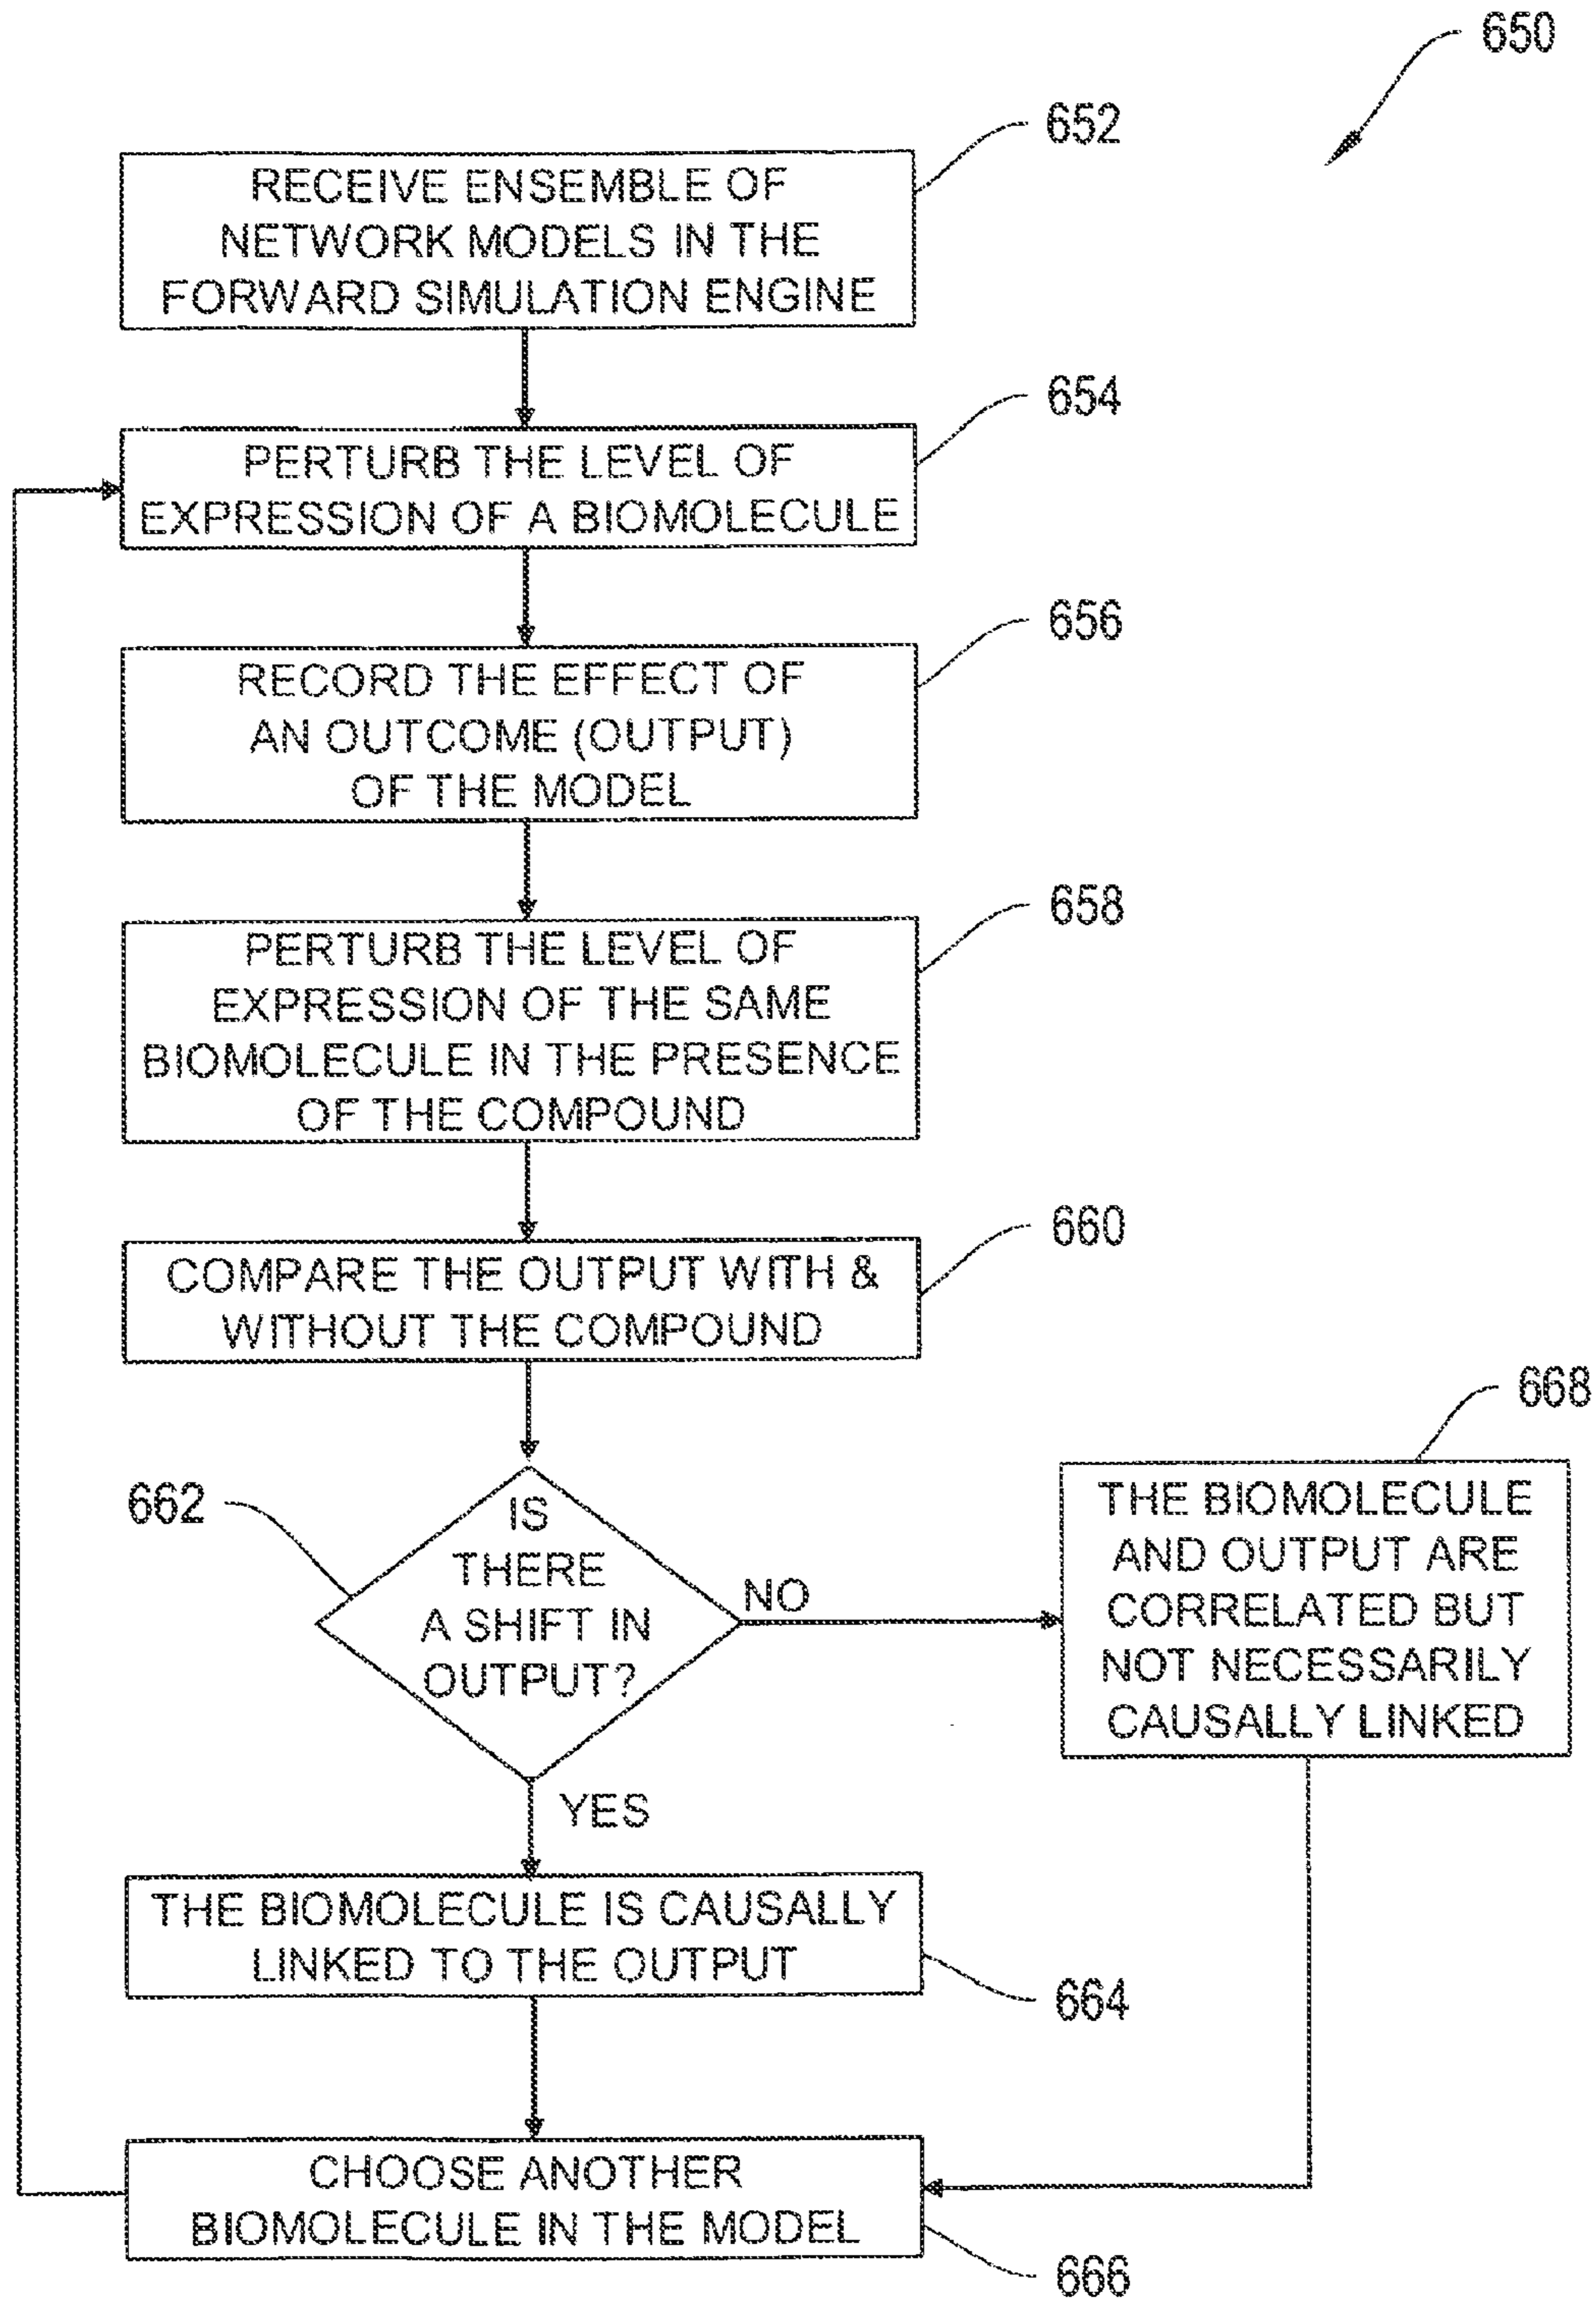 650
652
RECEIVE ENSEMBLE OF
NETWORK MODELS IN THE
FORWARD SIMULATION ENGINE
654
PERTURB THE LEVEL OF
EXPRESSION OF A BIOMOLECULE
656
RECORD THE EFFECT OF
AN OUTCOME (OUTPUT)
OF THE MODEL
658
PERTURB THE LEVEL OF
EXPRESSION OF THE SAME
BIOMOLECULE IN THE PRESENCE
OF THE COMPOUND
660
COMPARE THE OUTPUT WITH &
WITHOUT THE COMPOUND
662
IS
THERE
A SHIFT IN
OUTPUT?
NO
668
THE BIOMOLECULE
AND OUTPUT ARE
CORRELATED BUT
NOT NECESSARILY
CAUSALLY LINKED
YES
THE BIOMOLECULE IS CAUSALLY
LINKED TO THE OUTPUT
664
CHOOSE ANOTHER
BIOMOLECULE IN THE MODEL
666